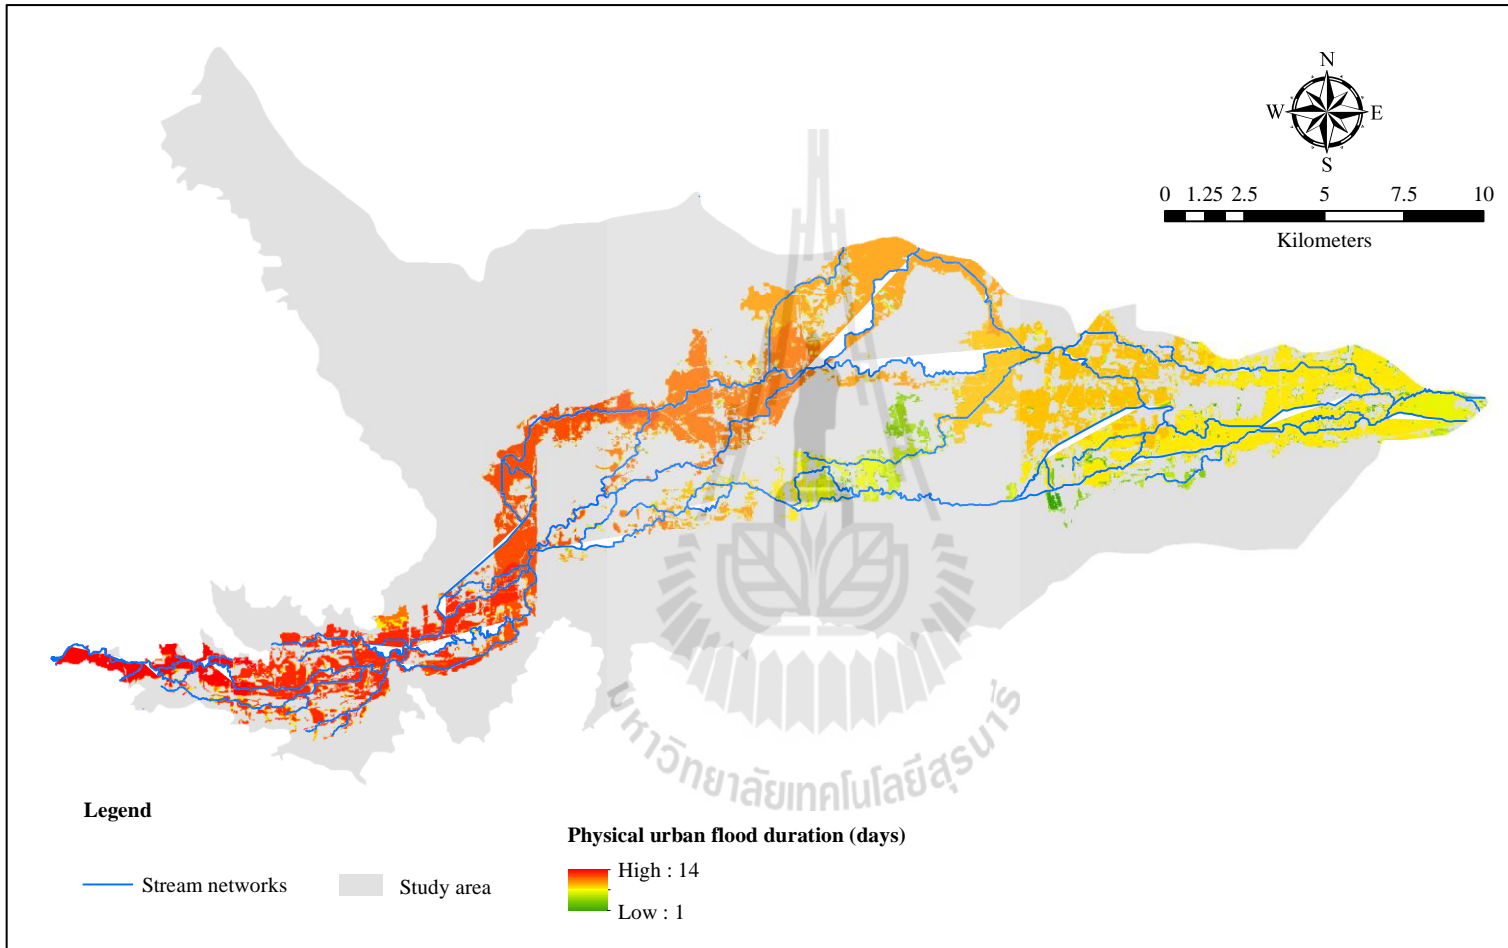 N
W E
S
0 1.25 2.5 5 7.5 10
Kilometers
มหาวิทยาลัยเทคโนโลยีสุรนารี
Legend
Physical urban flood duration (days)
Stream networks
Study area
High : 14
Low : 1